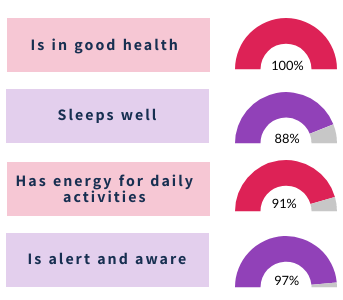 Is in good health
100%
Sleeps well
88%
Has energy for daily
activities
91%
Is alert and aware
97%